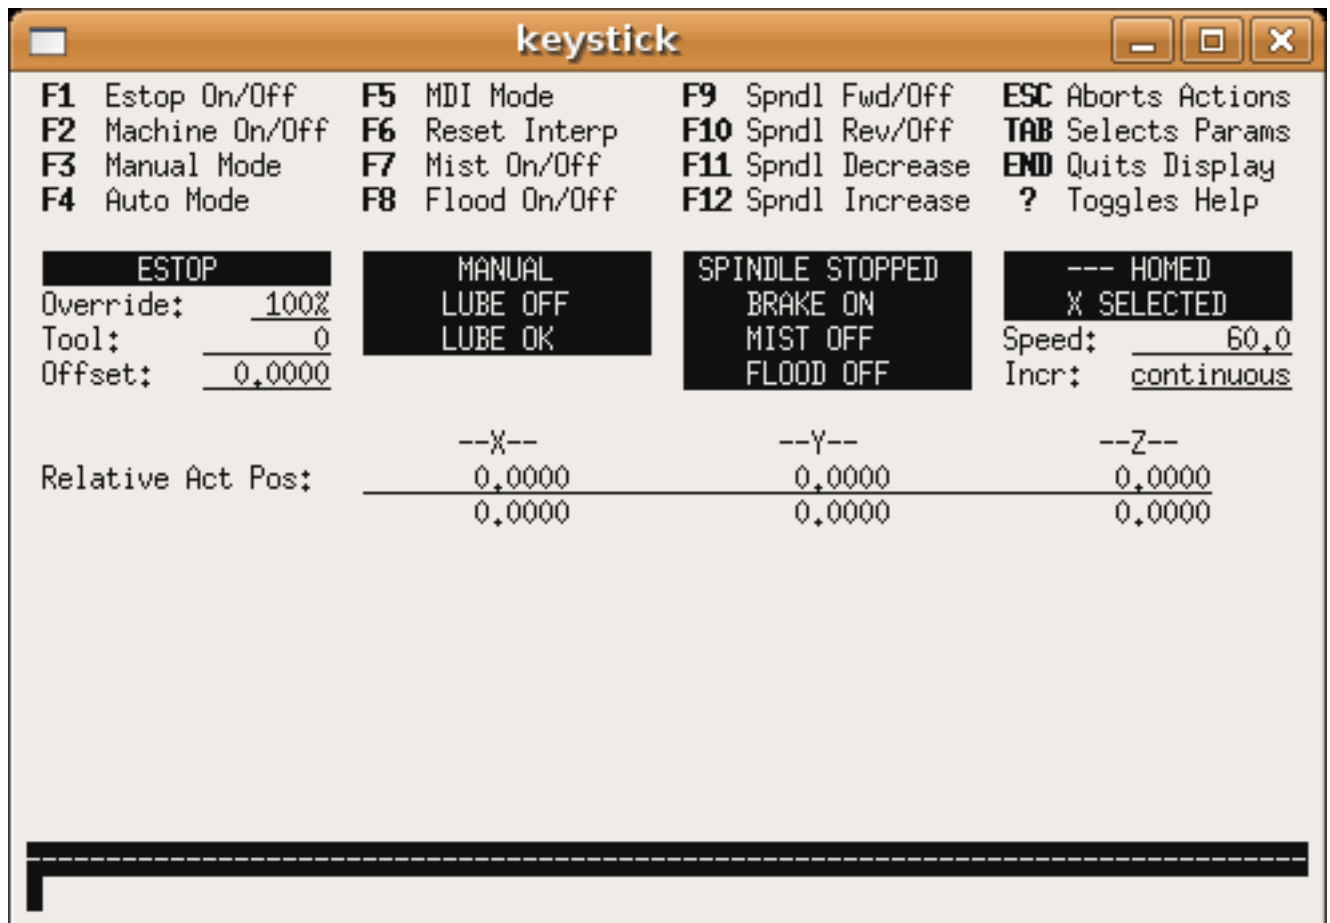 keystick
F1 Estop On/Off F5 MDI Mode F9 Spndl Fwd/Off ESC Aborts Actions
F2 Machine On/Off F6 Reset Interp F10 Spndl Rev/Off TAB Selects Params
F3 Manual Mode F7 Mist On/Off F11 Spndl Decrease END Quits Display
F4 Auto Mode F8 Flood On/Off F12 Spndl Increase ? Toggles Help
ESTOP MANUAL SPINDLE STOPPED --- HOMED
Override: 100% LUBE OFF BRAKE ON X SELECTED
Tool: 0 LUBE OK MIST OFF Speed: 60.0
Offset: 0.0000 FLOOD OFF Incr: continuous
--X-- --Y-- --Z--
Relative Act Pos: 0.0000 0.0000 0.0000
0.0000 0.0000 0.0000
--------------------------------------------------------------------------------